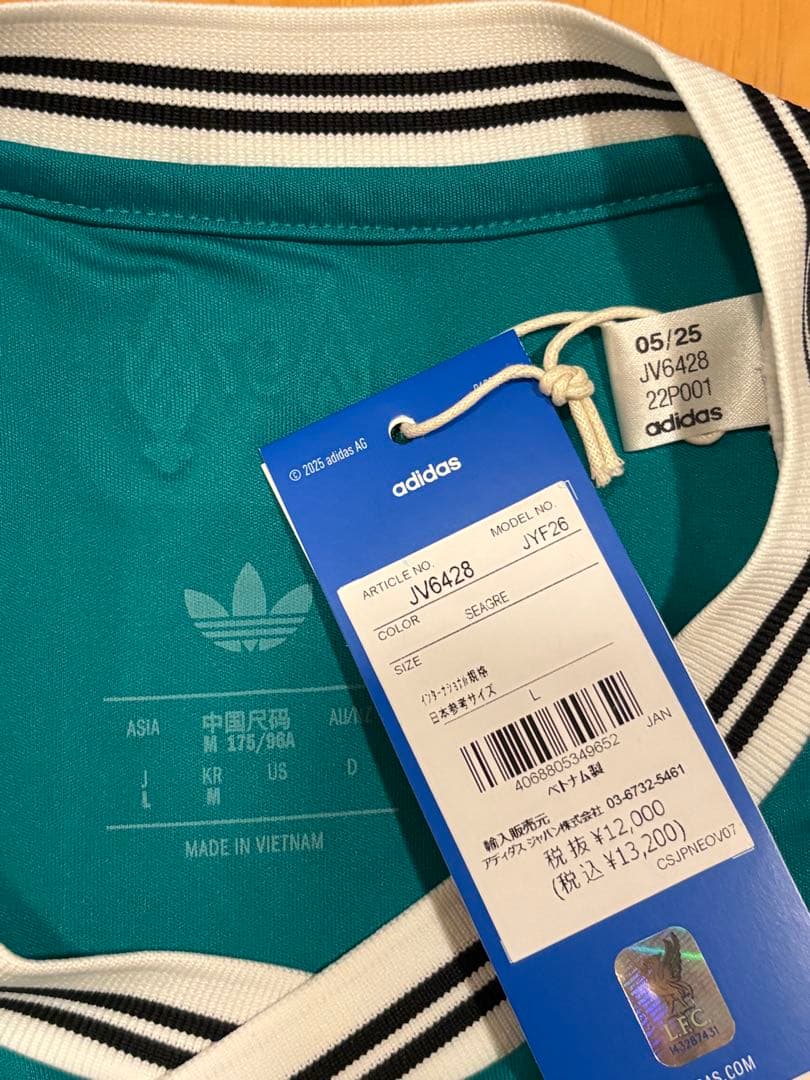 05/25
JV6428
22P001
adidas
© 2025 adidas AG
adidas
ARTICLE NO.
MODEL NO.
JV6428
JYF26
COLOR
SEAGRE
SIZE
インターナショナル規格
日本参考サイズ
L
JAN
4068805349652
ベトナム製
輸入販売元
アディダス ジャパン株式会社 03-6732-5461
税抜 ¥12,000
(税込 ¥13,200)
CSJPNEOV07
L.F.C.
143287431
ASIA
中国尺码
M 175/96A
J
L
KR
M
US
D
MADE IN VIETNAM